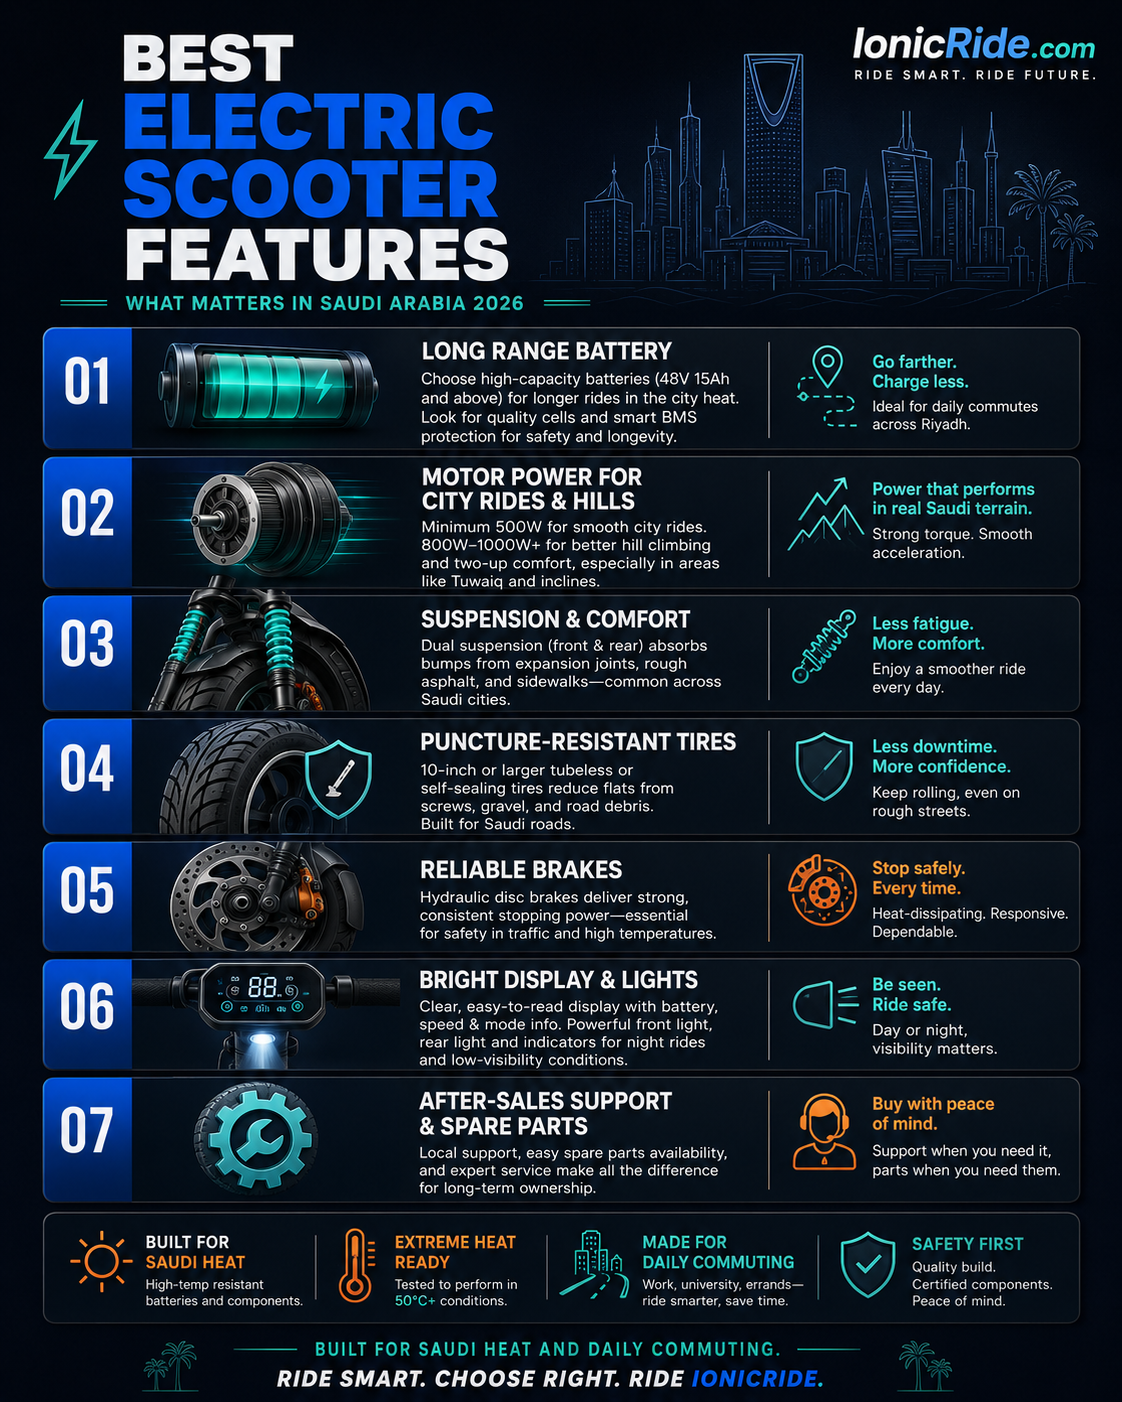 IonicRide.com
RIDE SMART. RIDE FUTURE.
BEST
ELECTRIC
SCOOTER
FEATURES
WHAT MATTERS IN SAUDI ARABIA 2026
01
LONG RANGE BATTERY
Choose high-capacity batteries (48V 15Ah
and above) for longer rides in the city heat.
Look for quality cells and smart BMS
protection for safety and longevity.
Go farther.
Charge less.
Ideal for daily commutes
across Riyadh.
02
MOTOR POWER FOR
CITY RIDES & HILLS
Minimum 500W for smooth city rides.
800W–1000W+ for better hill climbing
and two-up comfort, especially in areas
like Tuwaiq and inclines.
Power that performs
in real Saudi terrain.
Strong torque. Smooth
acceleration.
03
SUSPENSION & COMFORT
Dual suspension (front & rear) absorbs
bumps from expansion joints, rough
asphalt, and sidewalks—common across
Saudi cities.
Less fatigue.
More comfort.
Enjoy a smoother ride
every day.
04
PUNCTURE-RESISTANT TIRES
10-inch or larger tubeless or
self-sealing tires reduce flats from
screws, gravel, and road debris.
Built for Saudi roads.
Less downtime.
More confidence.
Keep rolling, even on
rough streets.
05
RELIABLE BRAKES
Hydraulic disc brakes deliver strong,
consistent stopping power—essential
for safety in traffic and high temperatures.
Stop safely.
Every time.
Heat-dissipating. Responsive.
Dependable.
06
88
BRIGHT DISPLAY & LIGHTS
Clear, easy-to-read display with battery,
speed & mode info. Powerful front light,
rear light and indicators for night rides
and low-visibility conditions.
Be seen.
Ride safe.
Day or night,
visibility matters.
07
AFTER-SALES SUPPORT
& SPARE PARTS
Local support, easy spare parts availability,
and expert service make all the difference
for long-term ownership.
Buy with peace
of mind.
Support when you need it,
parts when you need them.
BUILT FOR
SAUDI HEAT
High-temp resistant
batteries and components.
EXTREME HEAT
READY
Tested to perform in
50°C+ conditions.
MADE FOR
DAILY COMMUTING
Work, university, errands—
ride smarter, save time.
SAFETY FIRST
Quality build.
Certified components.
Peace of mind.
BUILT FOR SAUDI HEAT AND DAILY COMMUTING.
RIDE SMART. CHOOSE RIGHT. RIDE IONICRIDE.